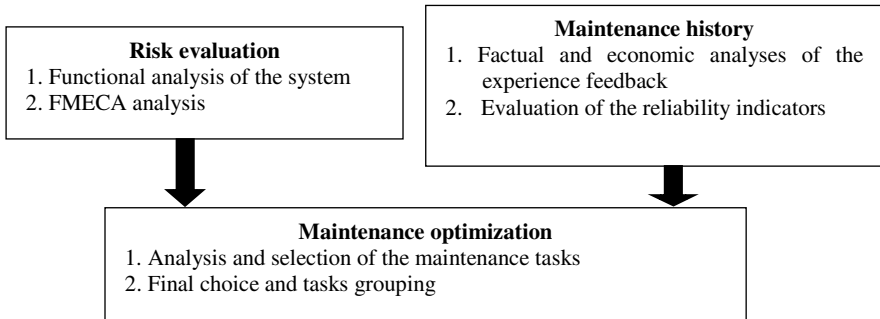 Risk evaluation
1. Functional analysis of the system
2. FMECA analysis
Maintenance history
1. Factual and economic analyses of the
experience feedback
2. Evaluation of the reliability indicators
Maintenance optimization
1. Analysis and selection of the maintenance tasks
2. Final choice and tasks grouping